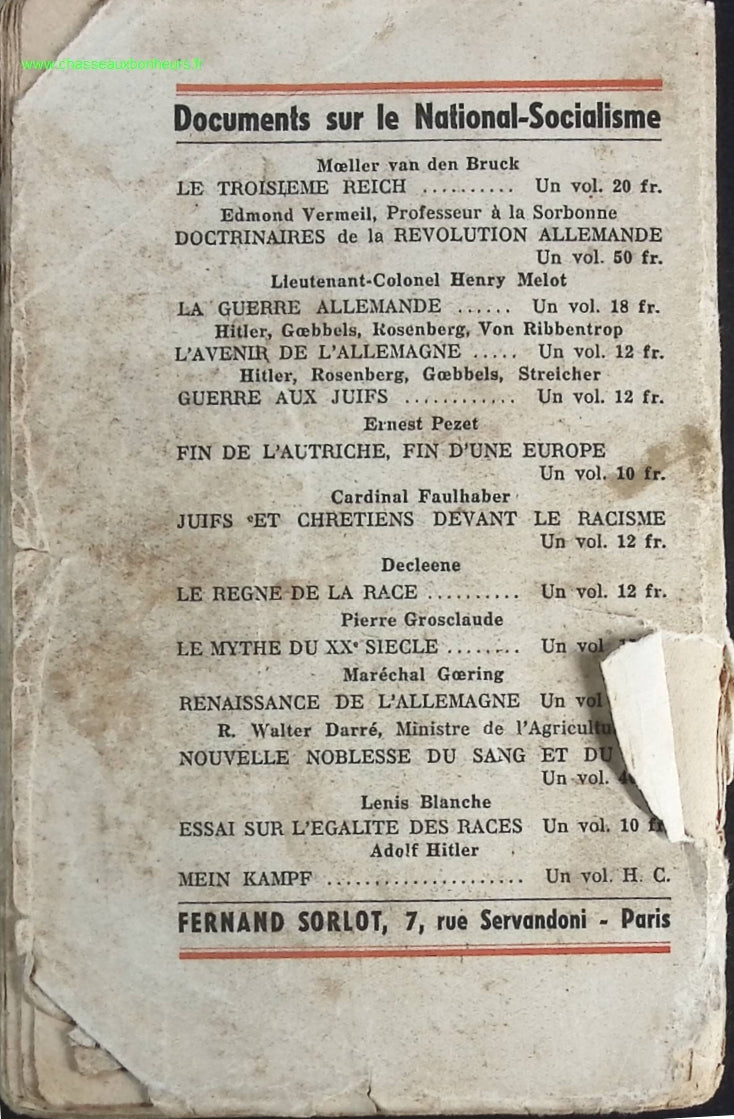 www.chasseauxbonheurs.fr
Documents sur le National-Socialisme
Mœller van den Bruck
LE TROISIEME REICH .......... Un vol. 20 fr.
Edmond Vermeil, Professeur à la Sorbonne
DOCTRINAIRES de la REVOLUTION ALLEMANDE
Un vol. 50 fr.
Lieutenant-Colonel Henry Melot
LA GUERRE ALLEMANDE ...... Un vol. 18 fr.
Hitler, Gœbbels, Rosenberg, Von Ribbentrop
L'AVENIR DE L'ALLEMAGNE ..... Un vol. 12 fr.
Hitler, Rosenberg, Gœbbels, Streicher
GUERRE AUX JUIFS ............ Un vol. 12 fr.
Ernest Pezet
FIN DE L'AUTRICHE, FIN D'UNE EUROPE
Un vol. 10 fr.
Cardinal Faulhaber
JUIFS ET CHRETIENS DEVANT LE RACISME
Un vol. 12 fr.
Decleene
LE REGNE DE LA RACE .......... Un vol. 12 fr.
Pierre Grosclaude
LE MYTHE DU XXe SIECLE ........ Un vol
Maréchal Gœring
RENAISSANCE DE L'ALLEMAGNE Un vol
R. Walter Darré, Ministre de l'Agricultu
NOUVELLE NOBLESSE DU SANG ET DU
Un vol.
Lenis Blanche
ESSAI SUR L'EGALITE DES RACES Un vol. 10 fr.
Adolf Hitler
MEIN KAMPF ..................... Un vol. H. C.
FERNAND SORLOT, 7, rue Servandoni - Paris